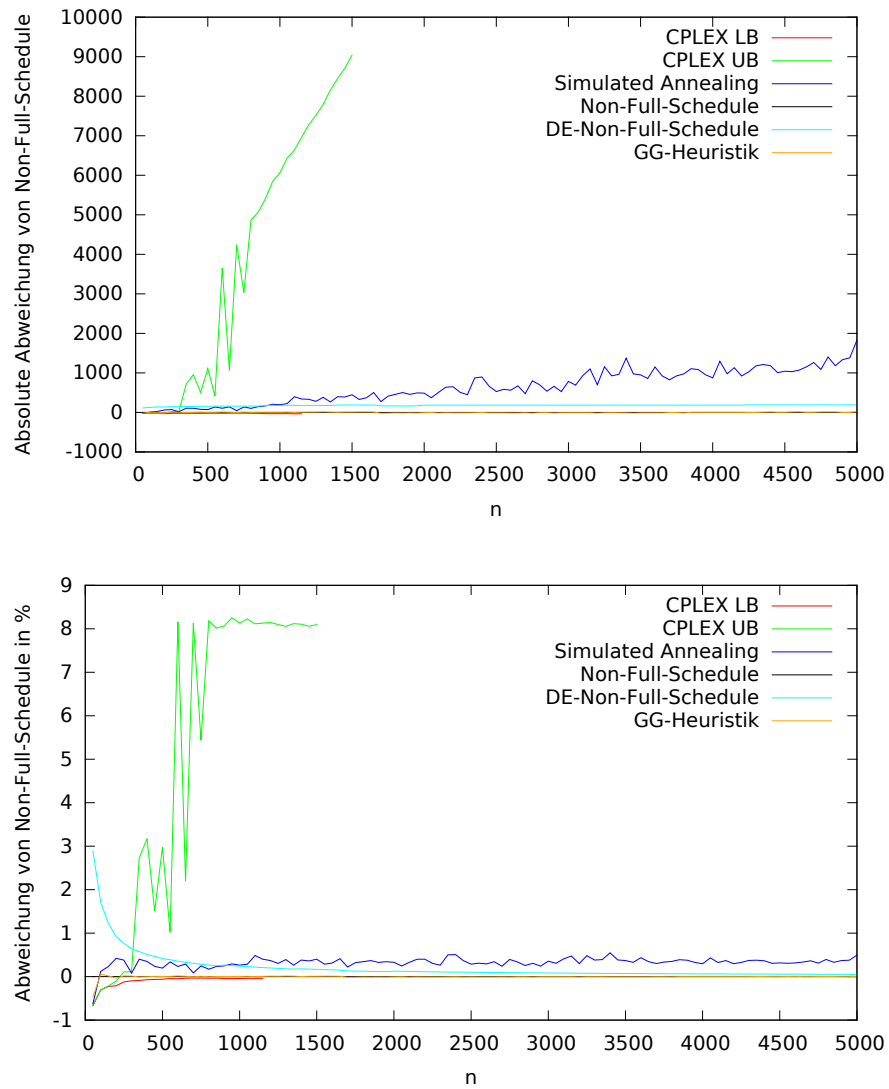 Absolute Abweichung von Non-Full-Schedule
10000
9000
8000
7000
6000
5000
4000
3000
2000
1000
0
-1000
CPLEX LB
CPLEX UB
Simulated Annealing
Non-Full-Schedule
DE-Non-Full-Schedule
GG-Heuristik
0 500 1000 1500 2000 2500 3000 3500 4000 4500 5000
n
Abweichung von Non-Full-Schedule in %
9
8
7
6
5
4
3
2
1
0
-1
CPLEX LB
CPLEX UB
Simulated Annealing
Non-Full-Schedule
DE-Non-Full-Schedule
GG-Heuristik
0 500 1000 1500 2000 2500 3000 3500 4000 4500 5000
n